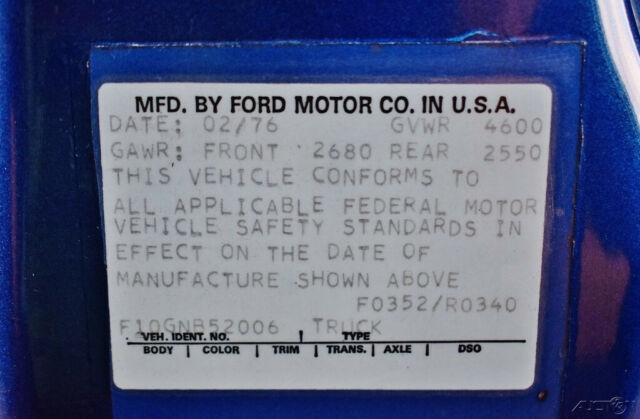 MFD. BY FORD MOTOR CO. IN U.S.A.
DATE: 02/76 GVWR 4600
GAWR: FRONT 2680 REAR 2550
THIS VEHICLE CONFORMS TO
ALL APPLICABLE FEDERAL MOTOR
VEHICLE SAFETY STANDARDS IN
EFFECT ON THE DATE OF
MANUFACTURE SHOWN ABOVE
F0352/R0340
F10GNB52006 TRUCK
VEH. IDENT. NO. TYPE
BODY COLOR TRIM TRANS. AXLE DSO